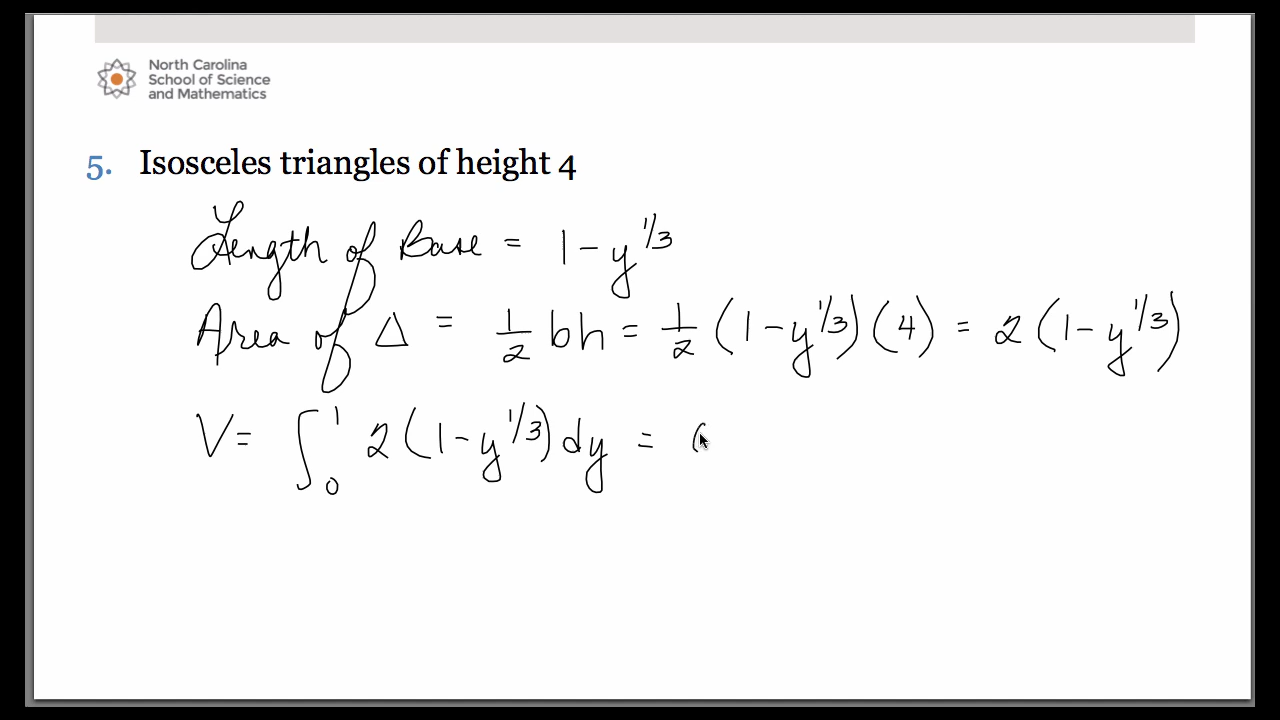 North Carolina
School of Science
and Mathematics
5. Isosceles triangles of height 4
Length of Base = 1 - y^{1/3}
Area of Δ = 1/2 bh = 1/2 (1 - y^{1/3})(4) = 2(1 - y^{1/3})
V = ∫_0^1 2(1 - y^{1/3}) dy =